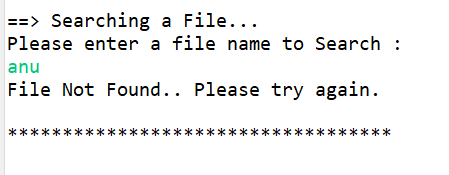 ==> Searching a File...
Please enter a file name to Search :
anu
File Not Found.. Please try again.
***********************************